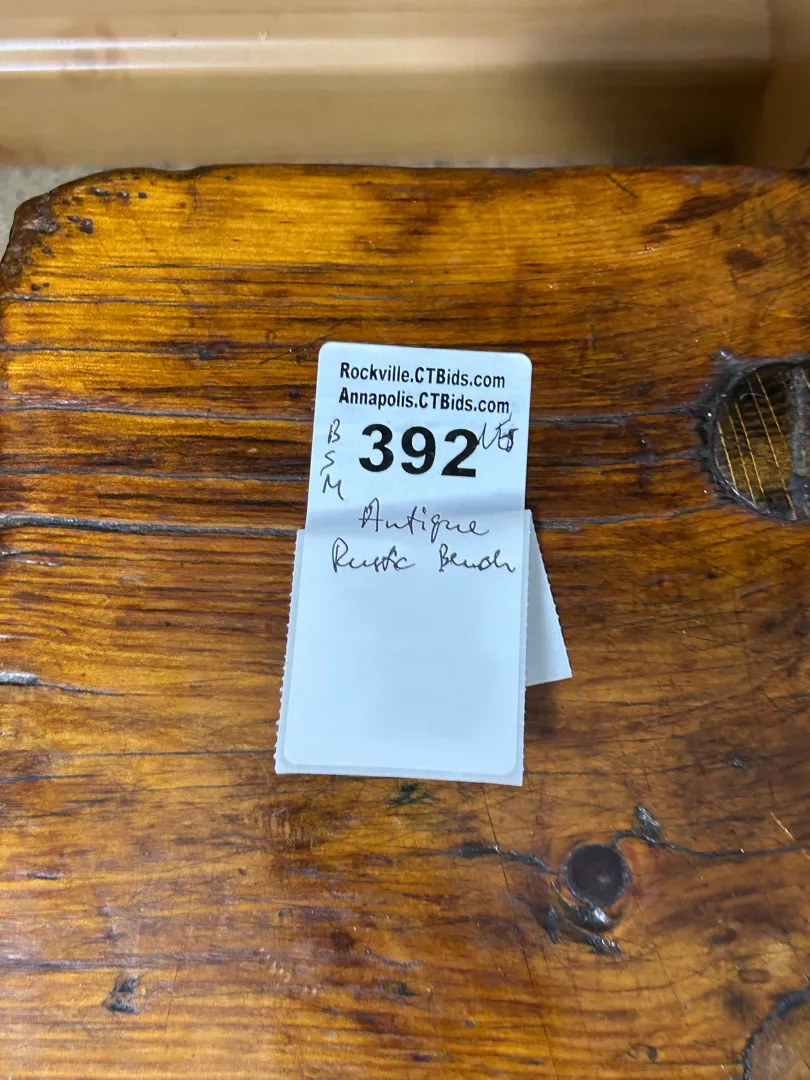 Rockville.CTBids.com
Annapolis.CTBids.com
392
B
S
M
Antique
Rustic Bench